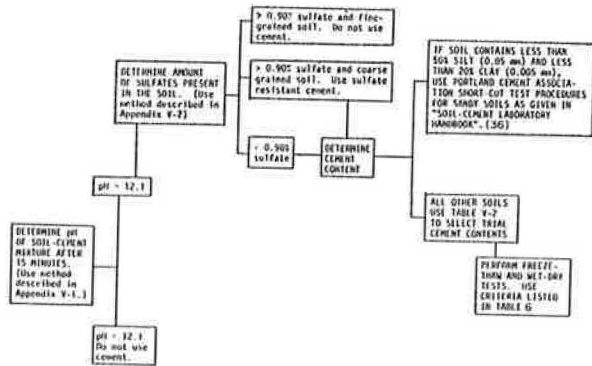 > 0.90% sulfate and fine-
grained soil. Do not use
cement.
DETERMINE AMOUNT
OF SULFATES PRESENT
IN THE SOIL. (Use
method described in
Appendix V-2)
> 0.90% sulfate and coarse
grained soil. Use sulfate
resistant cement.
IF SOIL CONTAINS LESS THAN
50% SILT (0.05 mm) AND LESS
THAN 20% CLAY (0.005 mm),
USE PORTLAND CEMENT ASSOCIA-
TION SHORT-CUT TEST PROCEDURES
FOR SANDY SOILS AS GIVEN IN
"SOIL-CEMENT LABORATORY
HANDBOOK". (36)
0.90%
sulfate
DETERMINE
CEMENT
CONTENT
pH 12.1
ALL OTHER SOILS
USE TABLE V-2
TO SELECT TRIAL
CEMENT CONTENTS
DETERMINE pH
OF SOIL-CEMENT
MIXTURE AFTER
15 MINUTES.
(Use method
described in
Appendix V-1.)
PERFORM FREEZE-
THAW AND WET-DRY
TESTS. USE
CRITERIA LISTED
IN TABLE 6
pH 12.1
Do not use
cement.